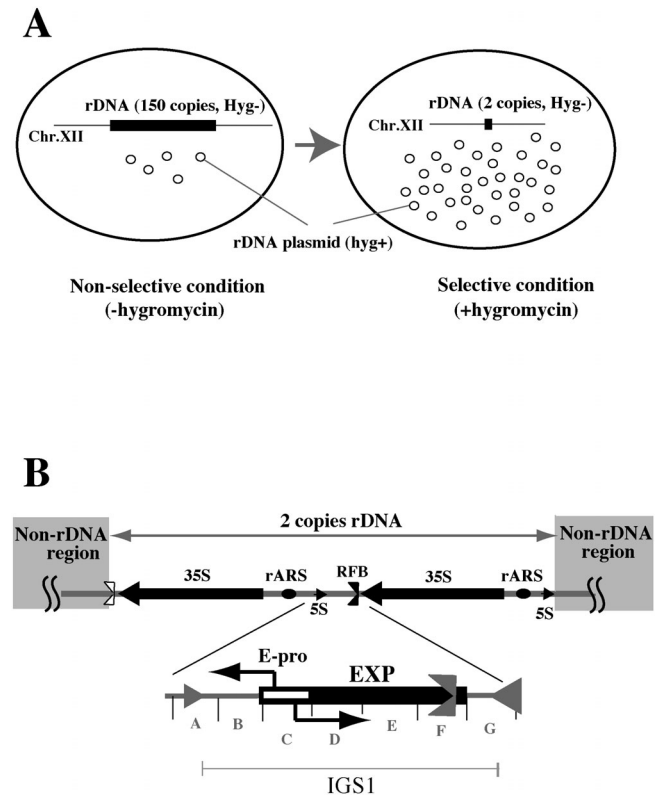 A
rDNA (150 copies, Hyg-)
Chr.XII
rDNA (2 copies, Hyg-)
Chr.XII
rDNA plasmid (hyg+)
Non-selective condition
(-hygromycin)
Selective condition
(+hygromycin)
B
Non-rDNA
region
2 copies rDNA
Non-rDNA
region
35S
rARS
5S
RFB
35S
rARS
5S
E-pro
EXP
A
B
C
D
E
F
G
IGS1